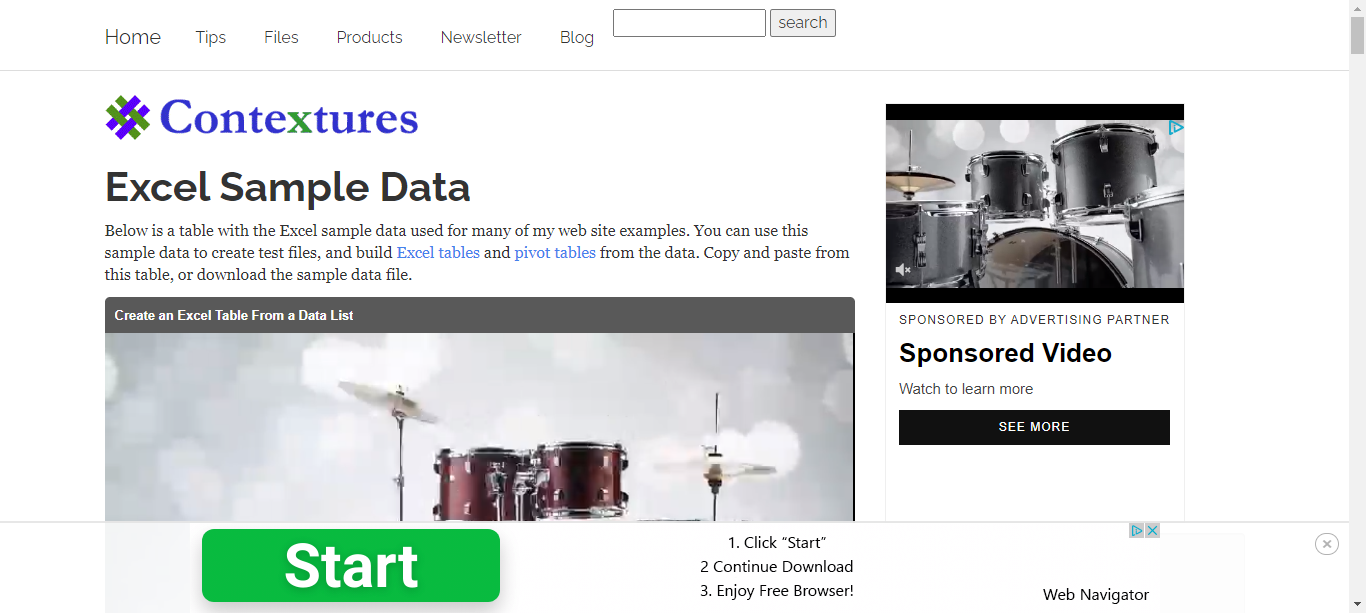 Home Tips Files Products Newsletter Blog search
Contextures
Excel Sample Data
Below is a table with the Excel sample data used for many of my web site examples. You can use this
sample data to create test files, and build Excel tables and pivot tables from the data. Copy and paste from
this table, or download the sample data file.
Create an Excel Table From a Data List
SPONSORED BY ADVERTISING PARTNER
Sponsored Video
Watch to learn more
SEE MORE
Start
1. Click “Start”
2 Continue Download
3. Enjoy Free Browser!
Web Navigator